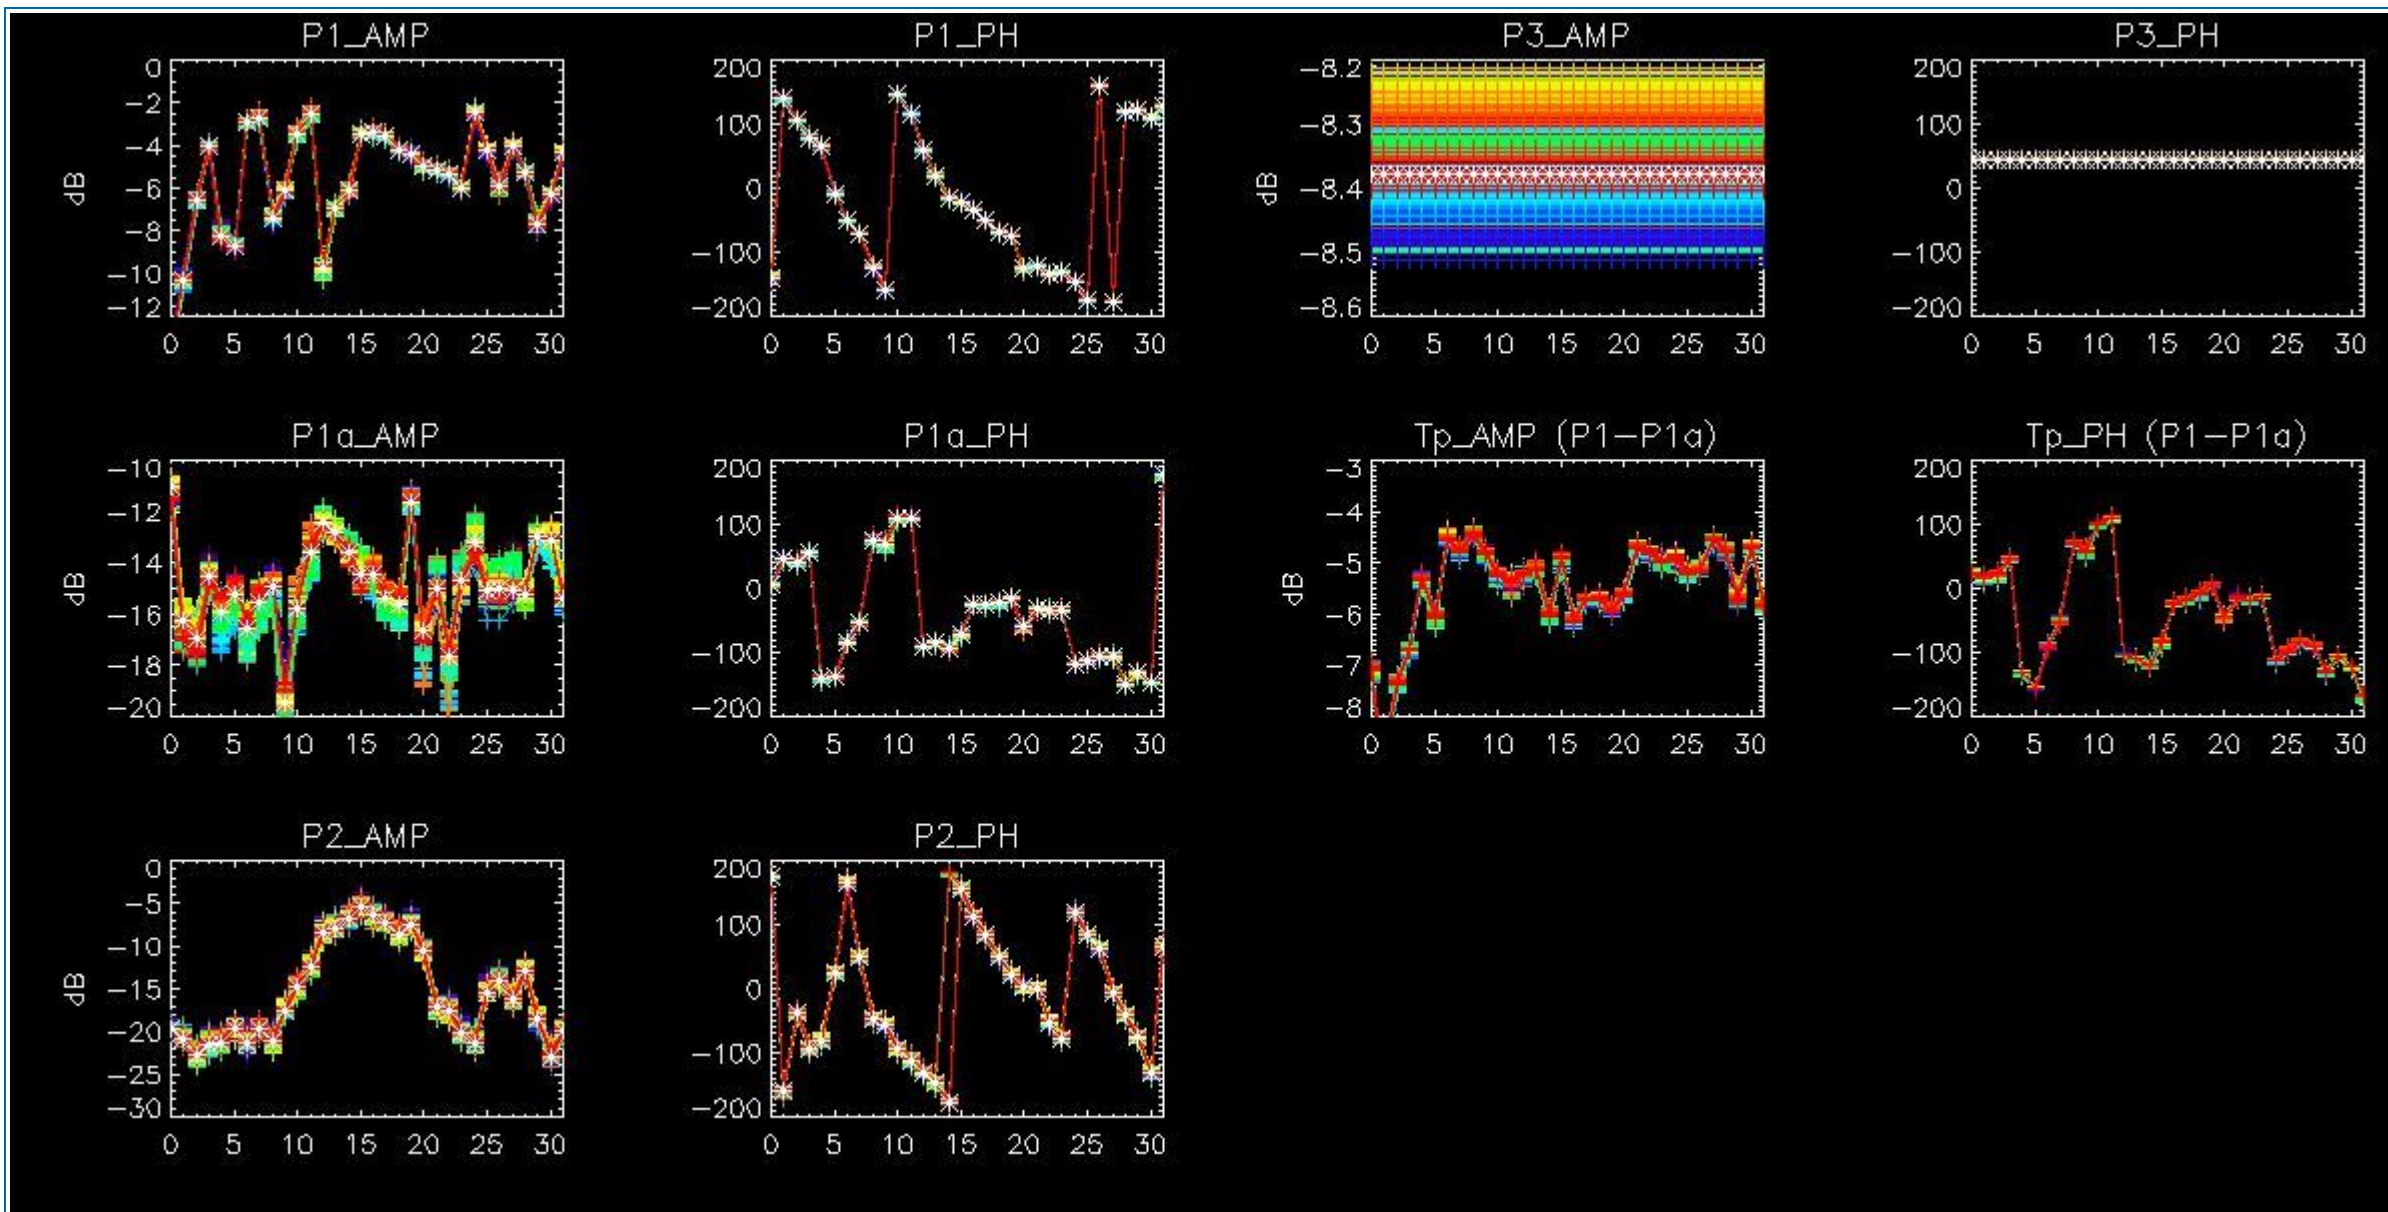 P1_AMP
0
−2
−4
−6
−8
−10
−12
dB
0 5 10 15 20 25 30
P1_PH
200
100
0
−100
−200
0 5 10 15 20 25 30
P3_AMP
−8.2
−8.3
−8.4
−8.5
−8.6
dB
0 5 10 15 20 25 30
P3_PH
200
100
0
−100
−200
0 5 10 15 20 25 30
P1a_AMP
−10
−12
−14
−16
−18
−20
dB
0 5 10 15 20 25 30
P1a_PH
200
100
0
−100
−200
0 5 10 15 20 25 30
Tp_AMP (P1−P1a)
−3
−4
−5
−6
−7
−8
dB
0 5 10 15 20 25 30
Tp_PH (P1−P1a)
200
100
0
−100
−200
0 5 10 15 20 25 30
P2_AMP
0
−5
−10
−15
−20
−25
−30
dB
0 5 10 15 20 25 30
P2_PH
200
100
0
−100
−200
0 5 10 15 20 25 30